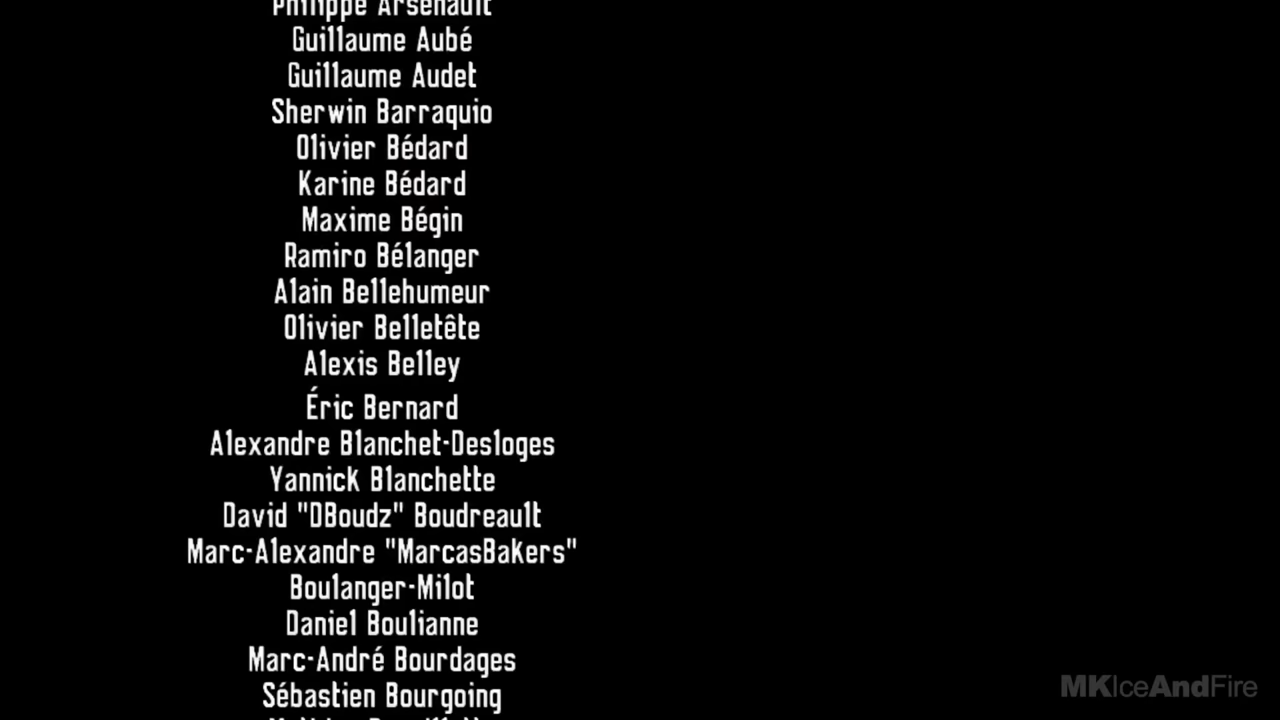 Philippe Arsenault
Guillaume Aubé
Guillaume Audet
Sherwin Barraquio
Olivier Bédard
Karine Bédard
Maxime Bégin
Ramiro Bélanger
Alain Bellehumeur
Olivier Belletête
Alexis Belley
Éric Bernard
Alexandre Blanchet-Desloges
Yannick Blanchette
David "DBoudz" Boudreault
Marc-Alexandre "MarcasBakers"
Boulanger-Milot
Daniel Boulianne
Marc-André Bourdages
Sébastien Bourgoing
MKIceAndFire